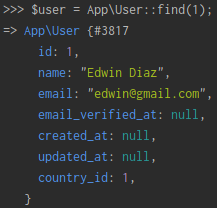 >>> $user = App\User::find(1);
=> App\User {#3817
     id: 1,
     name: "Edwin Diaz",
     email: "edwin@gmail.com",
     email_verified_at: null,
     created_at: null,
     updated_at: null,
     country_id: 1,
   }